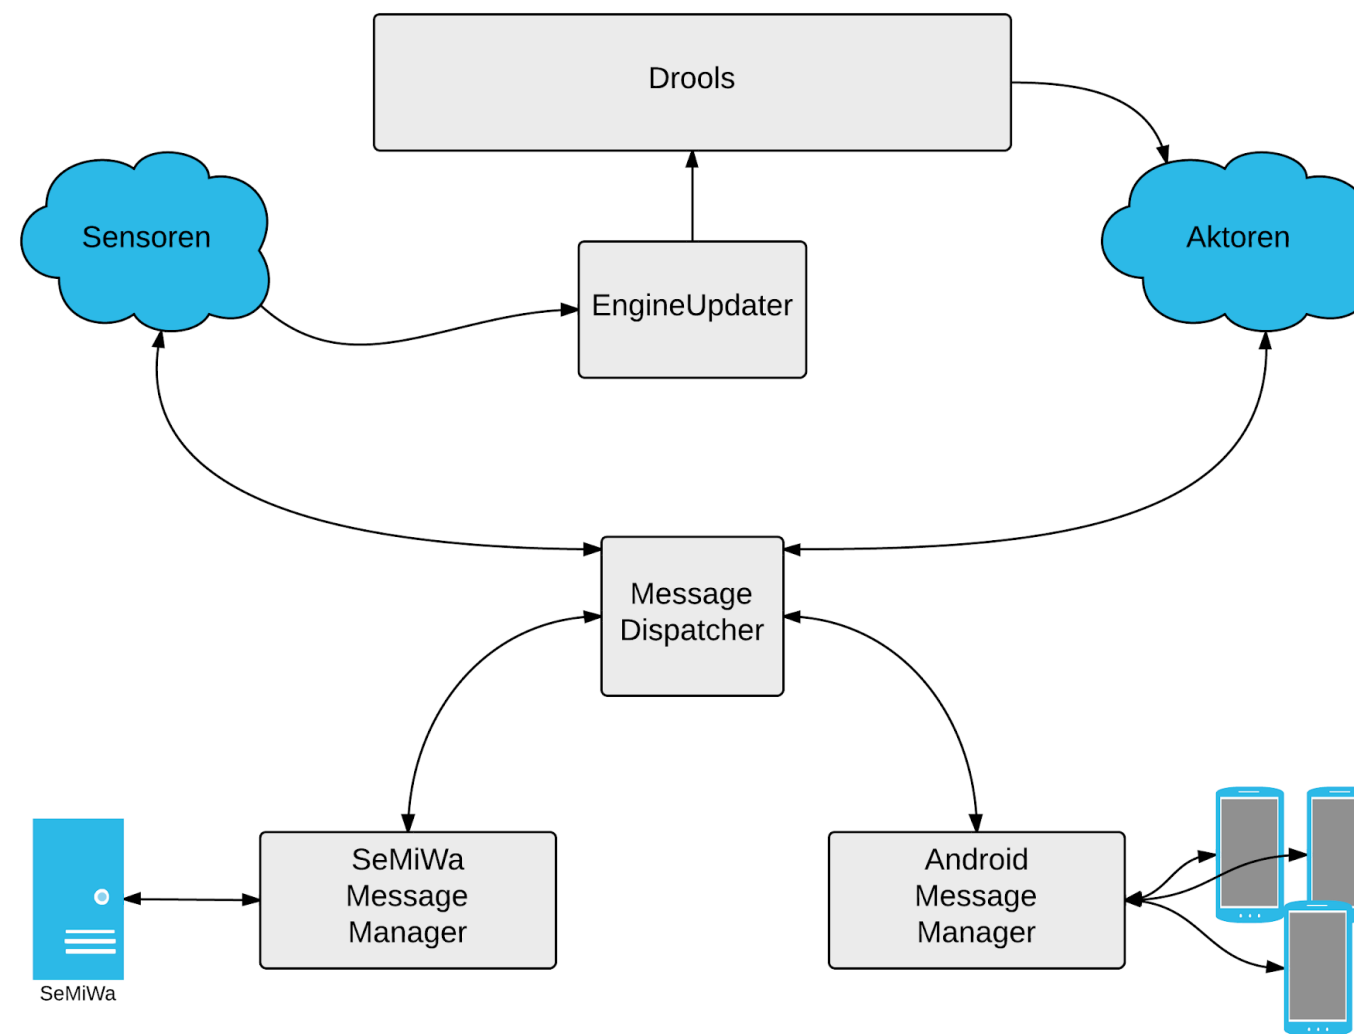 Drools
Sensoren
Aktoren
EngineUpdater
Message
Dispatcher
SeMiWa
Message
Manager
Android
Message
Manager
SeMiWa